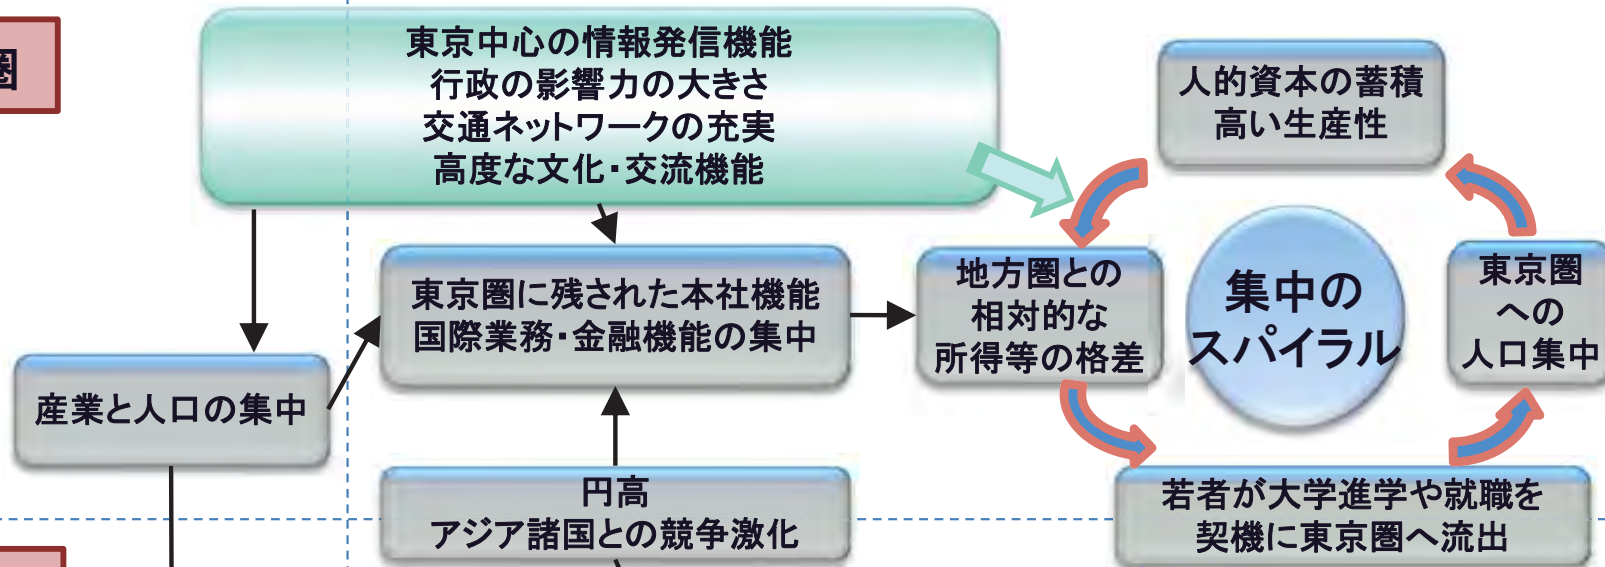 圏
東京中心の情報発信機能
行政の影響力の大きさ
交通ネットワークの充実
高度な文化・交流機能
人的資本の蓄積
高い生産性
東京圏に残された本社機能
国際業務・金融機能の集中
地方圏との
相対的な
所得等の格差
集中の
スパイラル
東京圏
への
人口集中
産業と人口の集中
円高
アジア諸国との競争激化
若者が大学進学や就職を
契機に東京圏へ流出